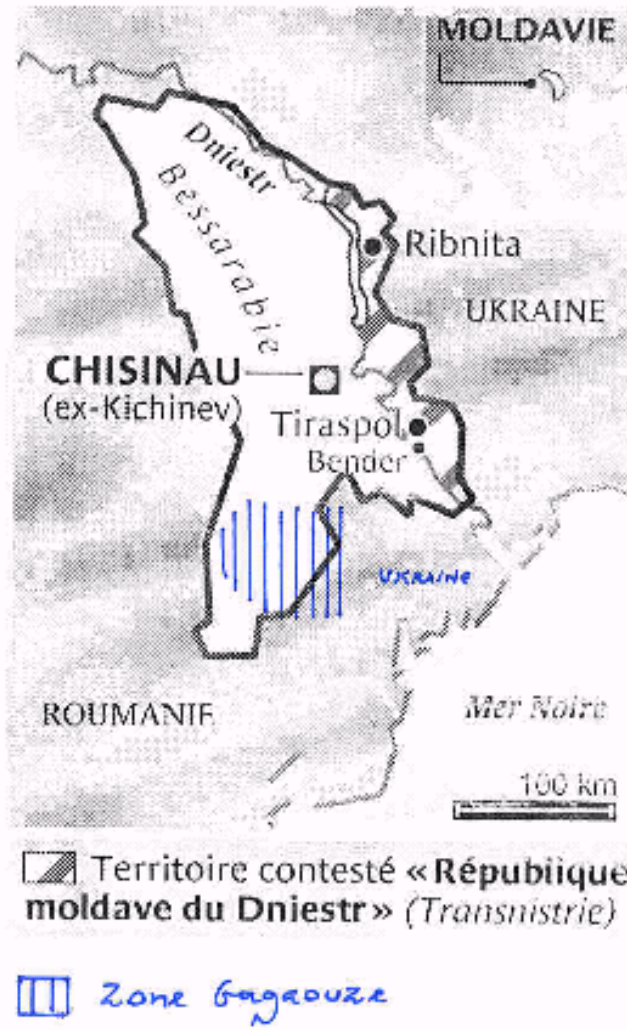 MOLDAVIE
Dniestr
Bessarabie
Ribnita
UKRAINE
CHISINAU
(ex-Kichinev)
Tiraspol
Bender
UKRAINE
ROUMANIE
Mer Noire
100 km
Territoire contesté «République
moldave du Dniestr» (Transnistrie)
Zone Gagaouze